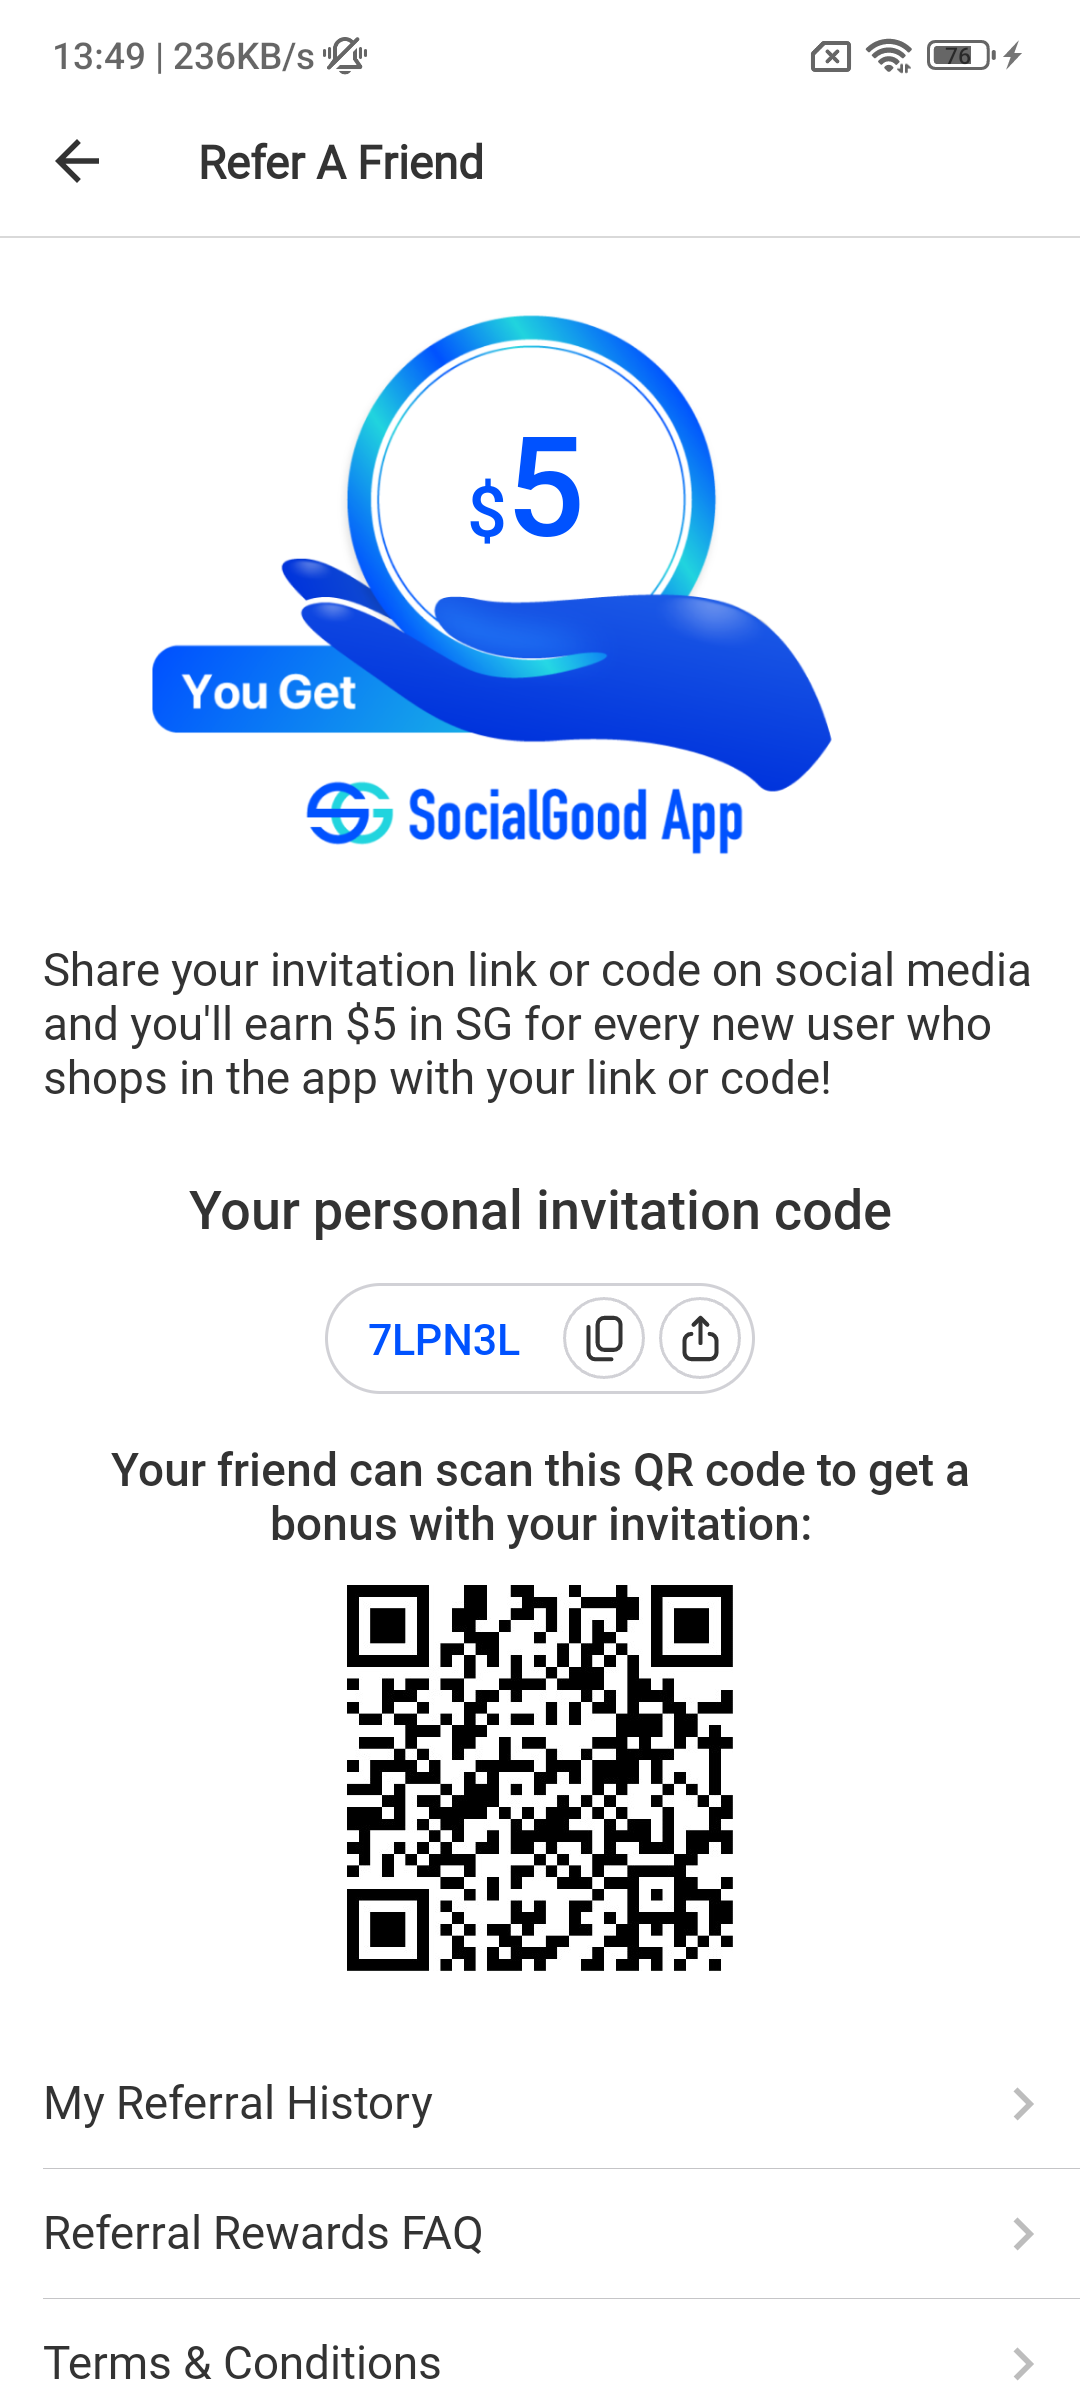 13:49 | 236KB/s
76
Refer A Friend
$5
You Get
SG SocialGood App
Share your invitation link or code on social media
and you'll earn $5 in SG for every new user who
shops in the app with your link or code!
Your personal invitation code
7LPN3L
Your friend can scan this QR code to get a
bonus with your invitation:
My Referral History
Referral Rewards FAQ
Terms & Conditions